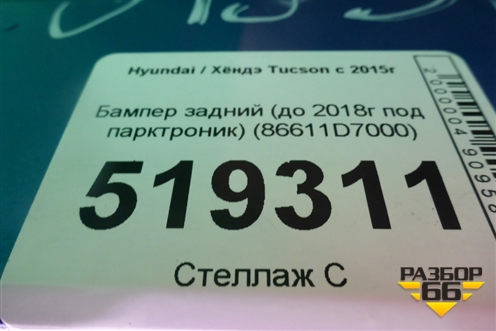 Hyundai / Хёндэ Tucson с 2015г
Бампер задний (до 2018г под
парктроник) (86611D7000)
519311
Стеллаж С
РАЗБОР
66